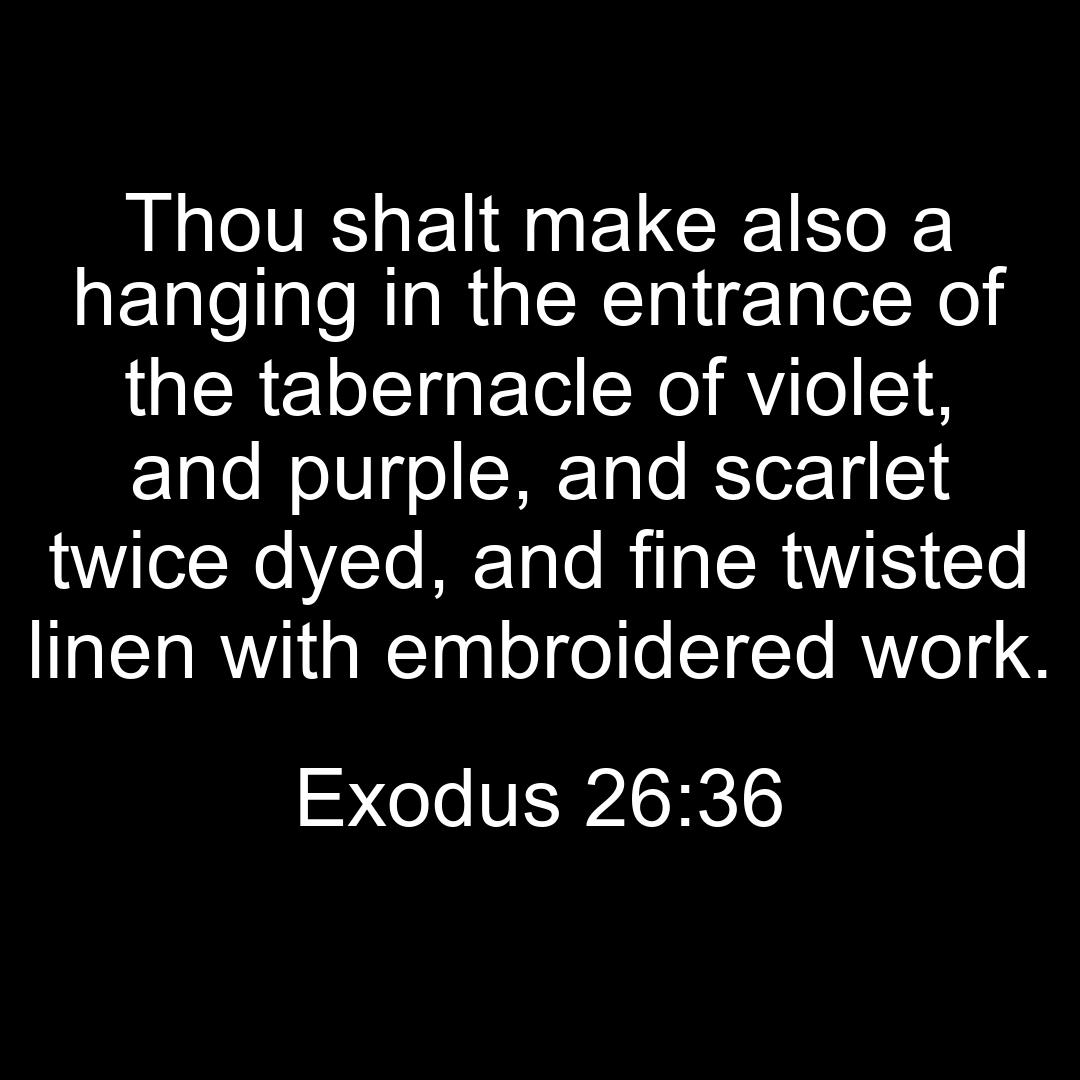 Thou shalt make also a
hanging in the entrance of
the tabernacle of violet,
and purple, and scarlet
twice dyed, and fine twisted
linen with embroidered work.
Exodus 26:36